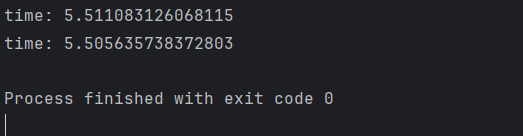 time: 5.511083126068115
time: 5.505635738372803
Process finished with exit code 0